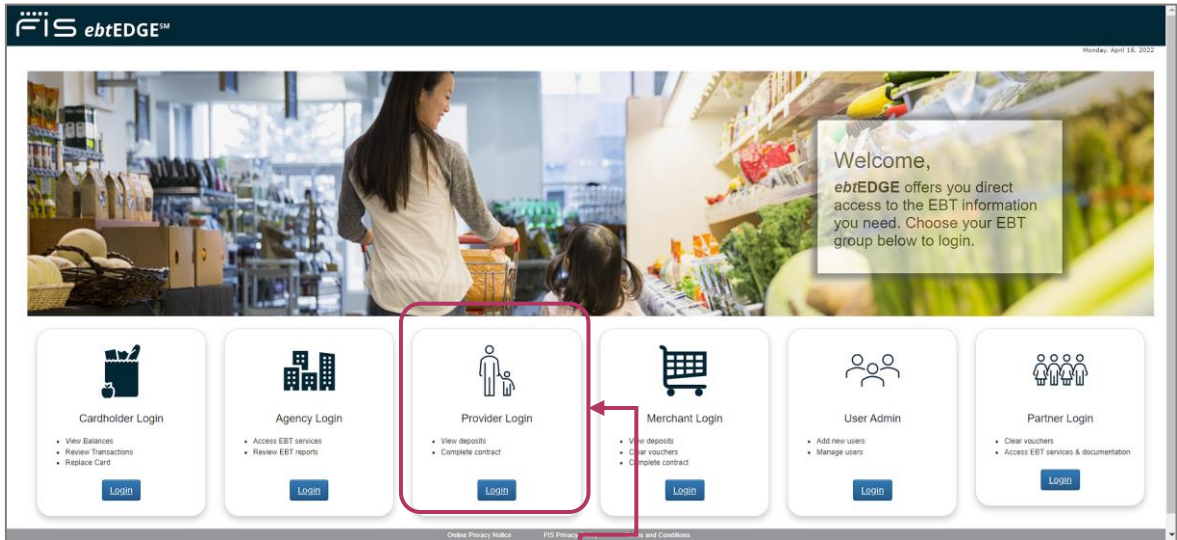 FIS ebtEDGE℠
Monday, April 18, 2022
Welcome,
ebtEDGE offers you direct
access to the EBT information
you need. Choose your EBT
group below to login.
Cardholder Login
• View Balances
• Review Transactions
• Replace Card
Login
Agency Login
• Access EBT services
• Review EBT reports
Login
Provider Login
• View deposits
• Complete contract
Login
Merchant Login
• View deposits
• Clear vouchers
• Complete contract
Login
User Admin
• Add new users
• Manage users
Login
Partner Login
• Clear vouchers
• Access EBT services & documentation
Login
Online Privacy Notice FIS Privacy and Conditions